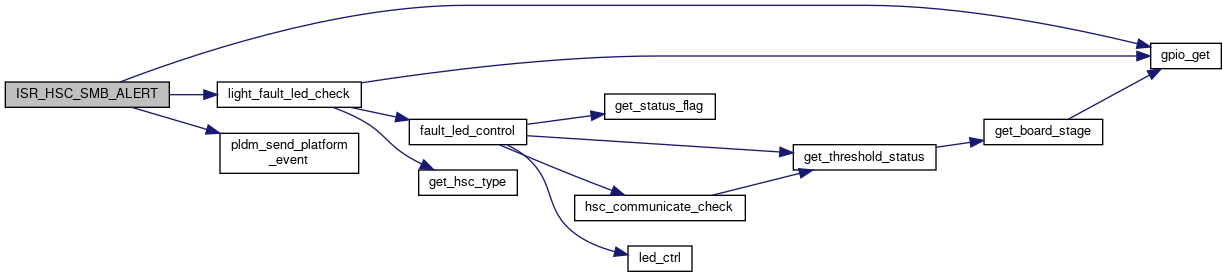 ISR_HSC_SMB_ALERT
light_fault_led_check
pldm_send_platform
_event
fault_led_control
get_hsc_type
get_status_flag
hsc_communicate_check
led_ctrl
get_threshold_status
get_board_stage
gpio_get